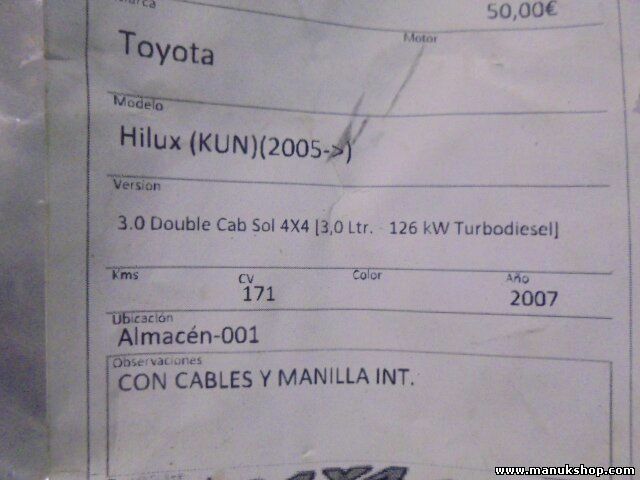 Marca 50,00€
Toyota
Motor
Modelo
Hilux (KUN)(2005->)
Version
3.0 Double Cab Sol 4X4 [3,0 Ltr. - 126 kW Turbodiesel]
Kms CV Color Año
171 2007
Ubicación
Almacén-001
Observaciones
CON CABLES Y MANILLA INT.
www.manukshop.com